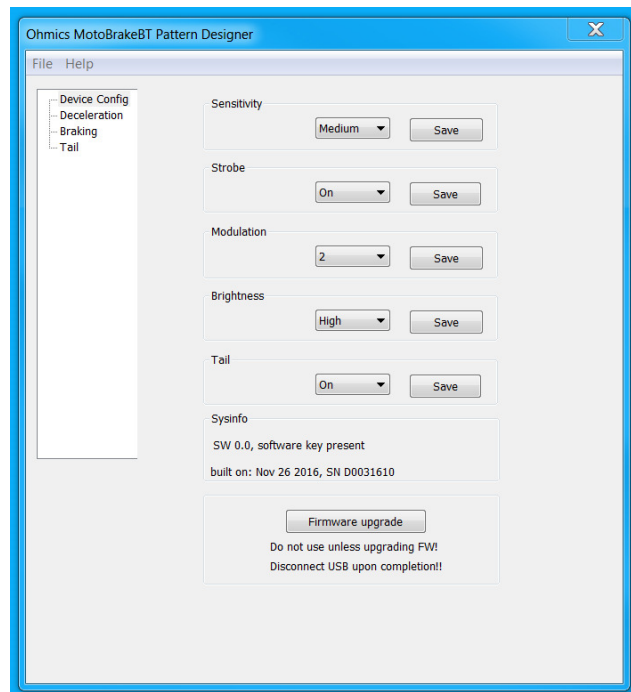 Ohmics MotoBrakeBT Pattern Designer
File Help
Device Config
Deceleration
Braking
Tail
Sensitivity
Medium Save
Strobe
On Save
Modulation
2 Save
Brightness
High Save
Tail
On Save
Sysinfo
SW 0.0, software key present
built on: Nov 26 2016, SN D0031610
Firmware upgrade
Do not use unless upgrading FW!
Disconnect USB upon completion!!